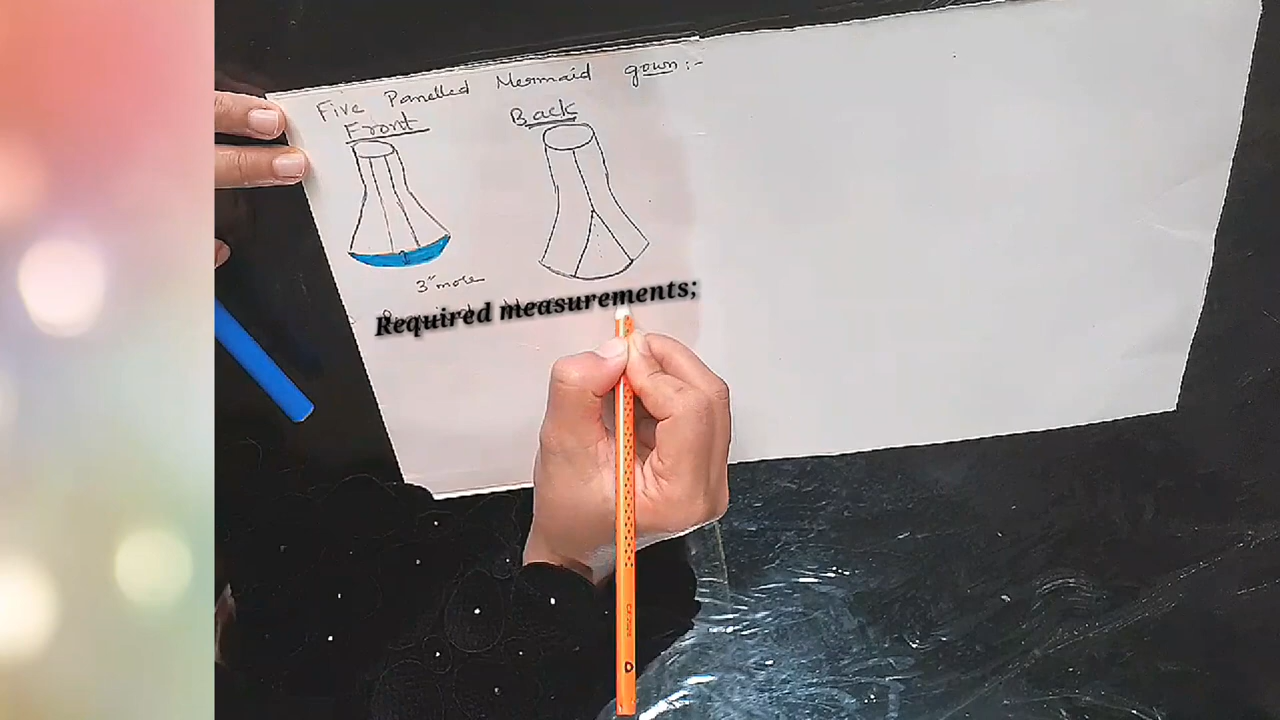 Five Panelled Mermaid gown :-
Front
Back
3" more
Required measurements;